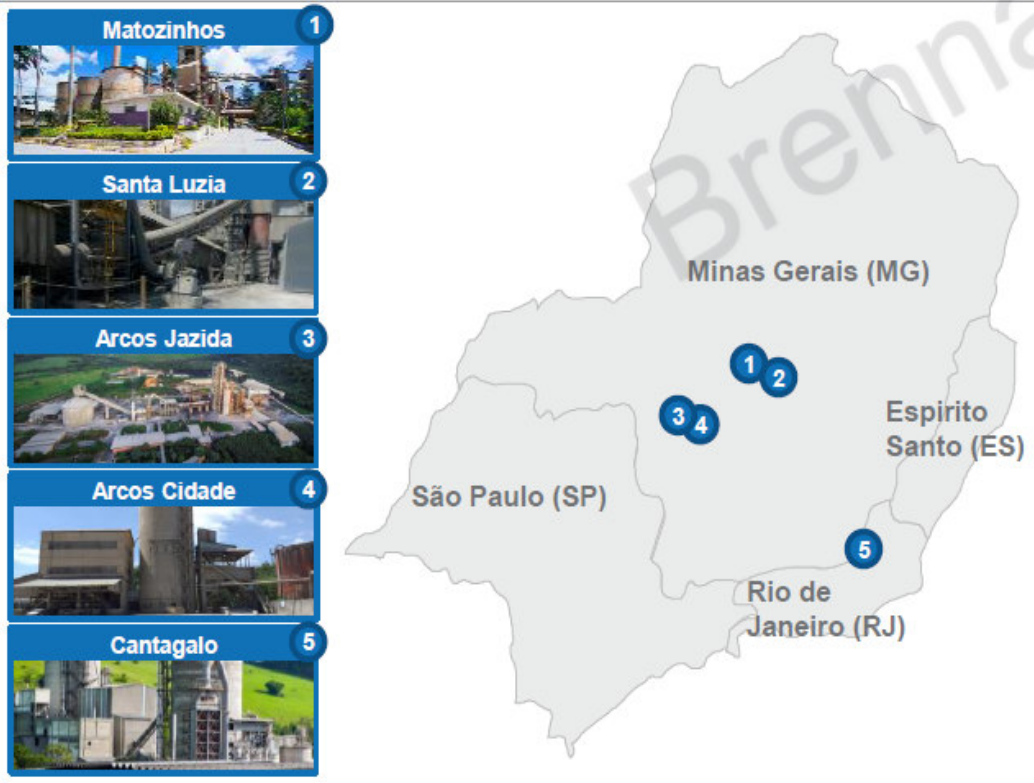 Matozinhos 1
Santa Luzia 2
Arcos Jazida 3
Arcos Cidade 4
Cantagalo 5
Brenna
Minas Gerais (MG)
1
2
3
4
Espirito
Santo (ES)
São Paulo (SP)
5
Rio de
Janeiro (RJ)